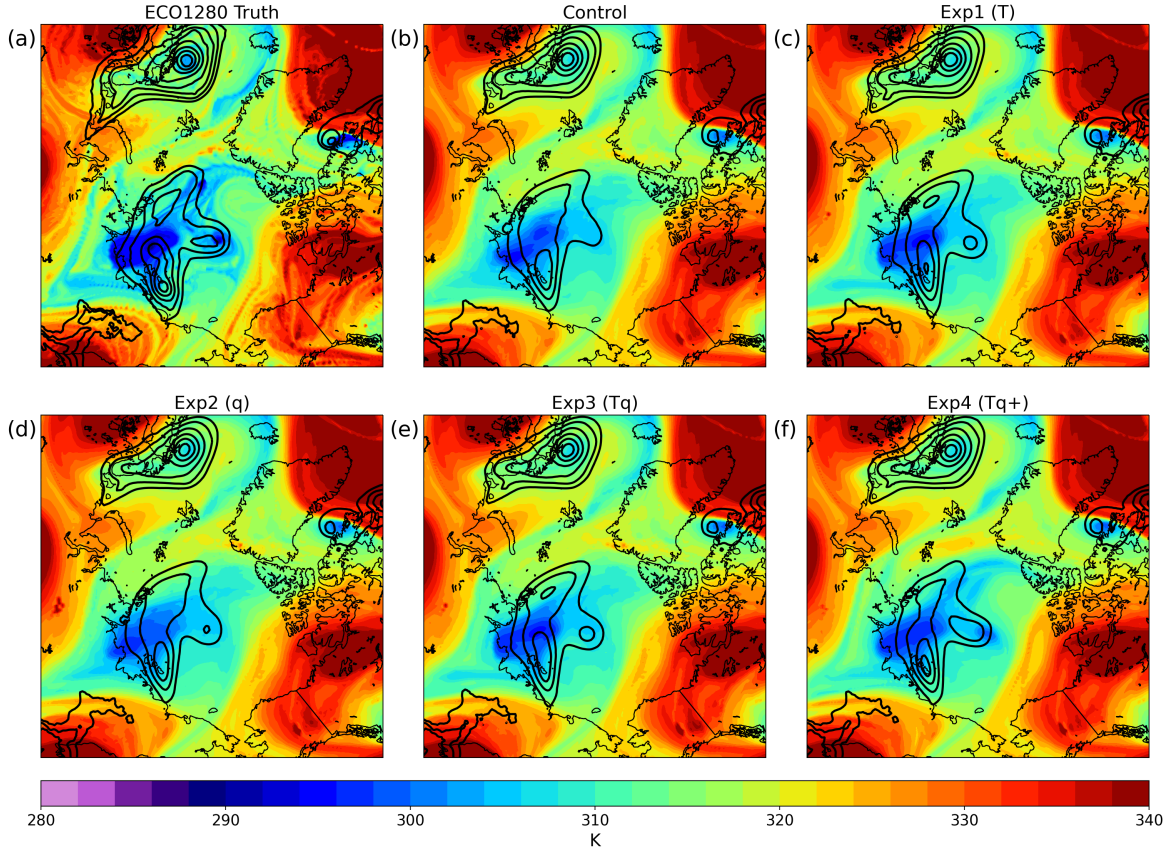 ECO1280 Truth
Control
Exp1 (T)
(a)
(b)
(c)
Exp2 (q)
Exp3 (Tq)
Exp4 (Tq+)
(d)
(e)
(f)
280
290
300
310
320
330
340
K